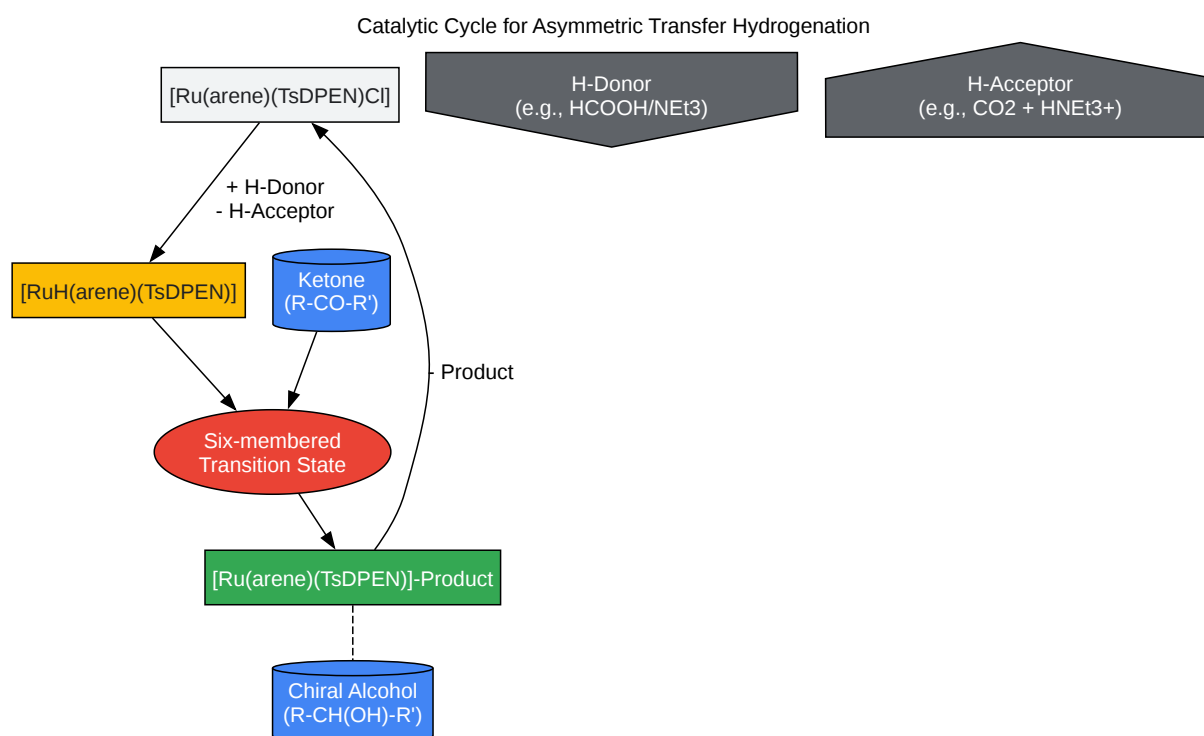 Catalytic Cycle for Asymmetric Transfer Hydrogenation
[Ru(arene)(TsDPEN)Cl]
H-Donor
(e.g., HCOOH/NEt3)
H-Acceptor
(e.g., CO2 + HNEt3+)
+ H-Donor
- H-Acceptor
[RuH(arene)(TsDPEN)]
Ketone
(R-CO-R')
- Product
Six-membered
Transition State
[Ru(arene)(TsDPEN)]-Product
Chiral Alcohol
(R-CH(OH)-R')